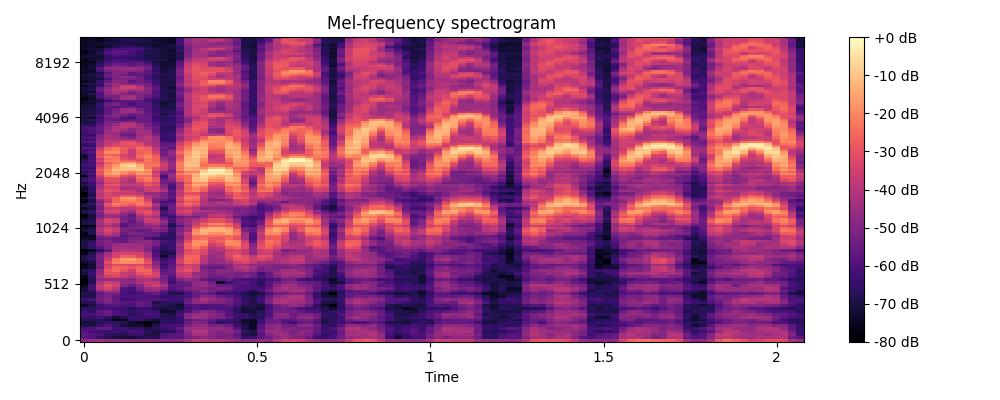 Mel-frequency spectrogram
8192
4096
2048
1024
512
0
Hz
0
0.5
1
1.5
2
Time
+0 dB
-10 dB
-20 dB
-30 dB
-40 dB
-50 dB
-60 dB
-70 dB
-80 dB